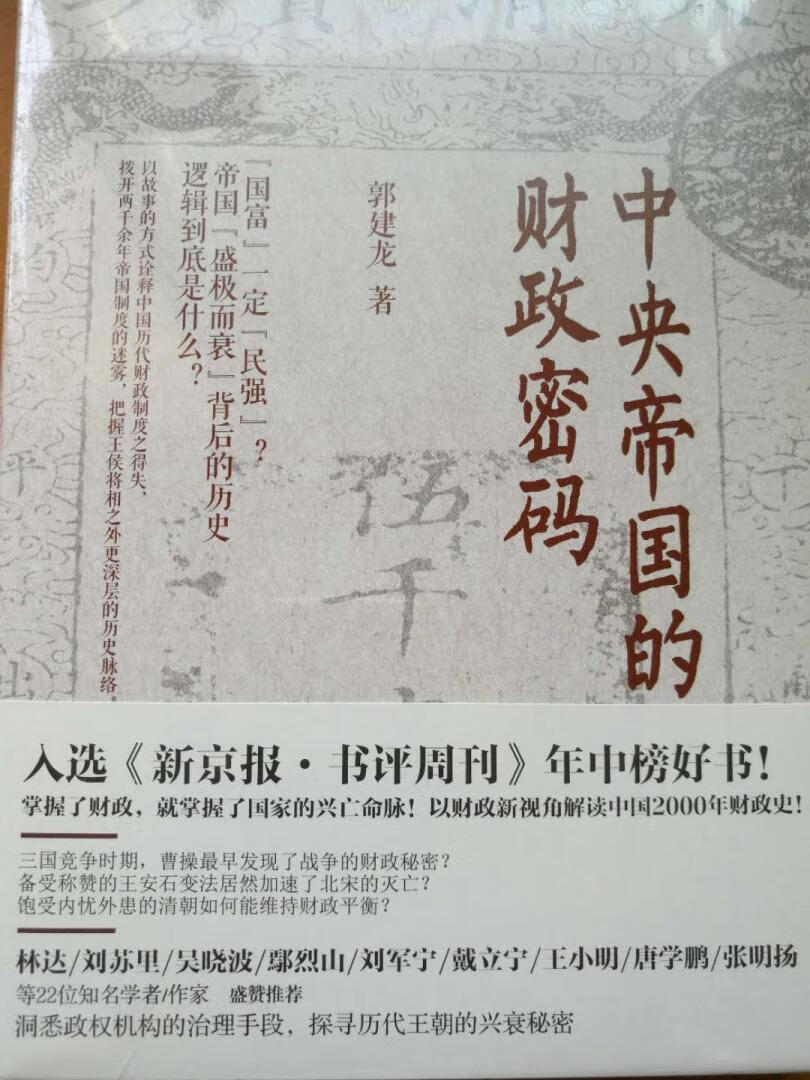 中央帝国的
财政密码
郭建龙 著
『国富』一定『民强』？
帝国『盛极而衰』背后的历史
逻辑到底是什么？
以故事的方式诠释中国历代财政制度之得失，
拨开两千余年帝国制度的迷雾，把握王侯将相之外更深层的历史脉络。
伍千
平
入选《新京报·书评周刊》年中榜好书！
掌握了财政，就掌握了国家的兴亡命脉！以财政新视角解读中国2000年财政史！
三国竞争时期，曹操最早发现了战争的财政秘密？
备受称赞的王安石变法居然加速了北宋的灭亡？
饱受内忧外患的清朝如何能维持财政平衡？
林达/刘苏里/吴晓波/鄢烈山/刘军宁/戴立宁/王小明/唐学鹏/张明扬
等22位知名学者/作家 盛赞推荐
洞悉政权机构的治理手段，探寻历代王朝的兴衰秘密